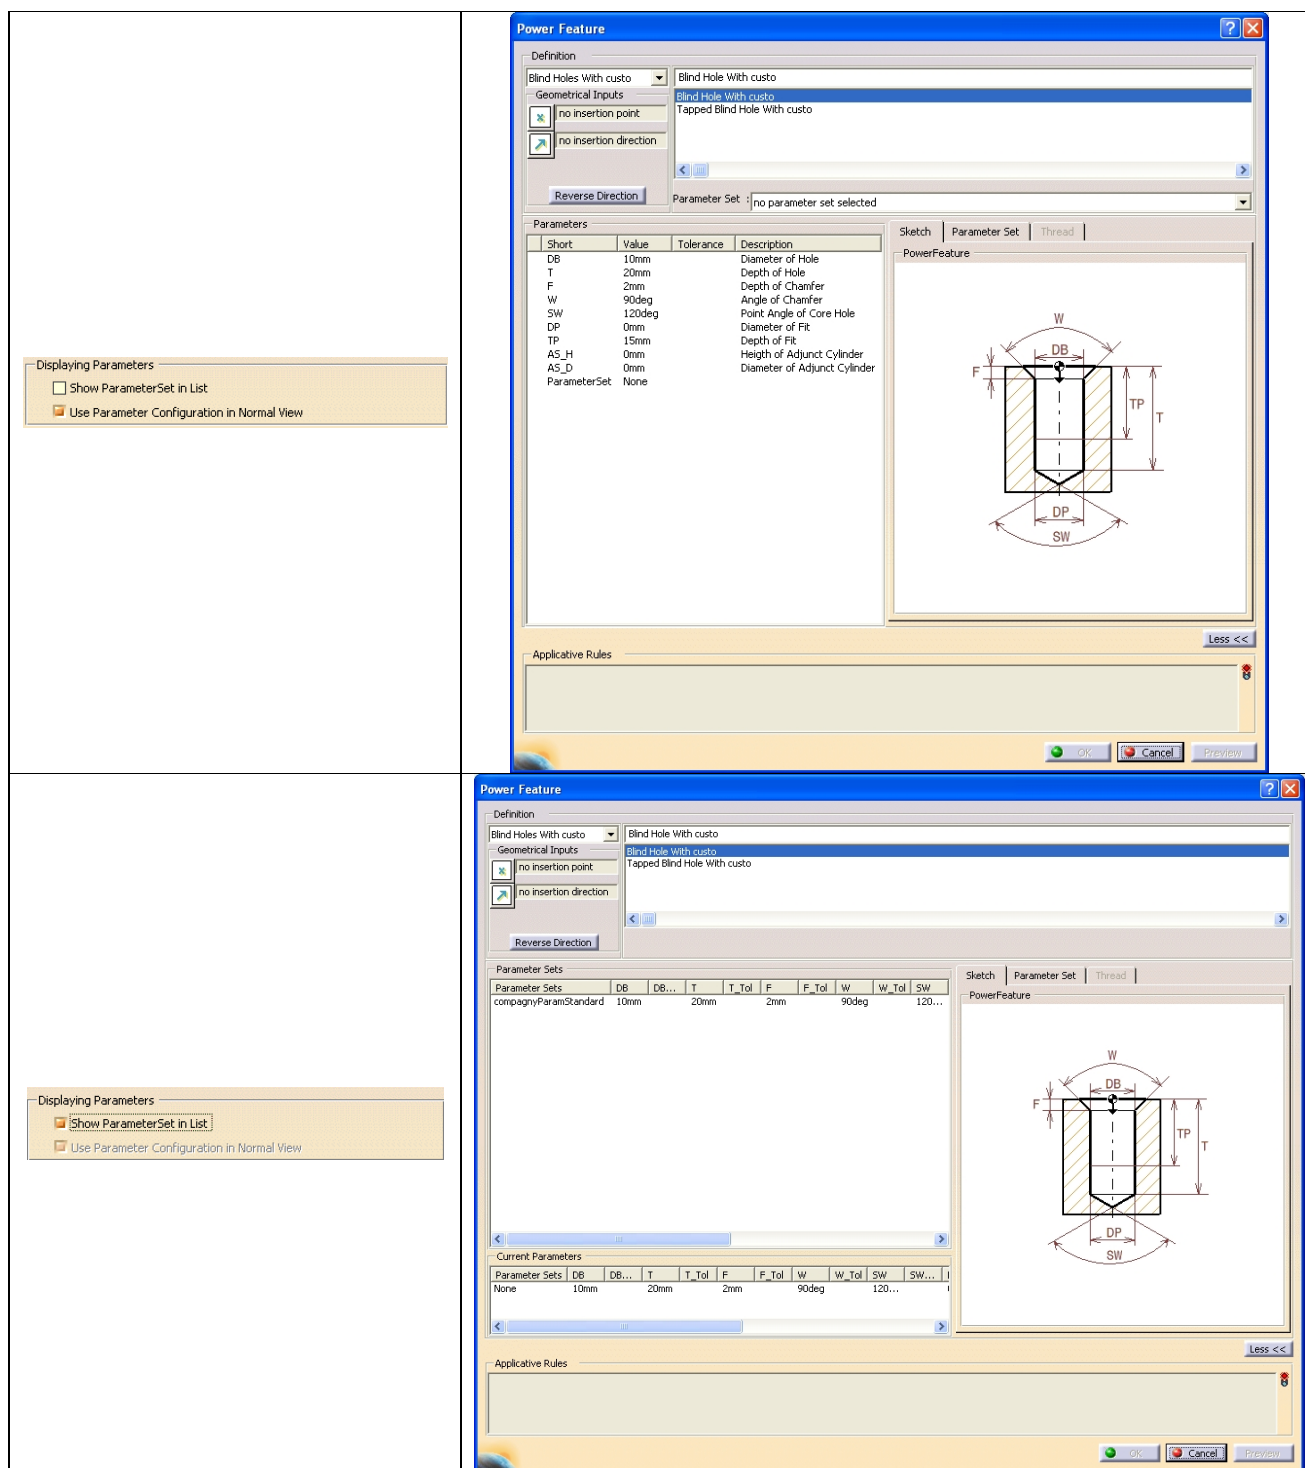 Displaying Parameters
Show ParameterSet in List
Use Parameter Configuration in Normal View
Power Feature
Definition
Blind Holes With custo
Blind Hole With custo
Geometrical Inputs
Blind Hole With custo
no insertion point
Tapped Blind Hole With custo
no insertion direction
Reverse Direction
Parameter Set : no parameter set selected
Parameters
Short Value Tolerance Description
DB 10mm Diameter of Hole
T 20mm Depth of Hole
F 2mm Depth of Chamfer
W 90deg Angle of Chamfer
SW 120deg Point Angle of Core Hole
DP 0mm Diameter of Fit
TP 15mm Depth of Fit
AS_H 0mm Heigth of Adjunct Cylinder
AS_D 0mm Diameter of Adjunct Cylinder
ParameterSet None
Sketch Parameter Set Thread
PowerFeature
W
DB
F
TP
T
DP
SW
Less <<
Applicative Rules
OK Cancel Preview
Displaying Parameters
Show ParameterSet in List
Use Parameter Configuration in Normal View
Power Feature
Definition
Blind Holes With custo
Blind Hole With custo
Geometrical Inputs
Blind Hole With custo
no insertion point
Tapped Blind Hole With custo
no insertion direction
Reverse Direction
Parameter Sets
Parameter Sets DB DB... T T_Tol F F_Tol W W_Tol SW
compagnyParamStandard 10mm 20mm 2mm 90deg 120...
Sketch Parameter Set Thread
PowerFeature
W
DB
F
TP
T
DP
SW
Current Parameters
Parameter Sets DB DB... T T_Tol F F_Tol W W_Tol SW SW...
None 10mm 20mm 2mm 90deg 120...
Less <<
Applicative Rules
OK Cancel Preview